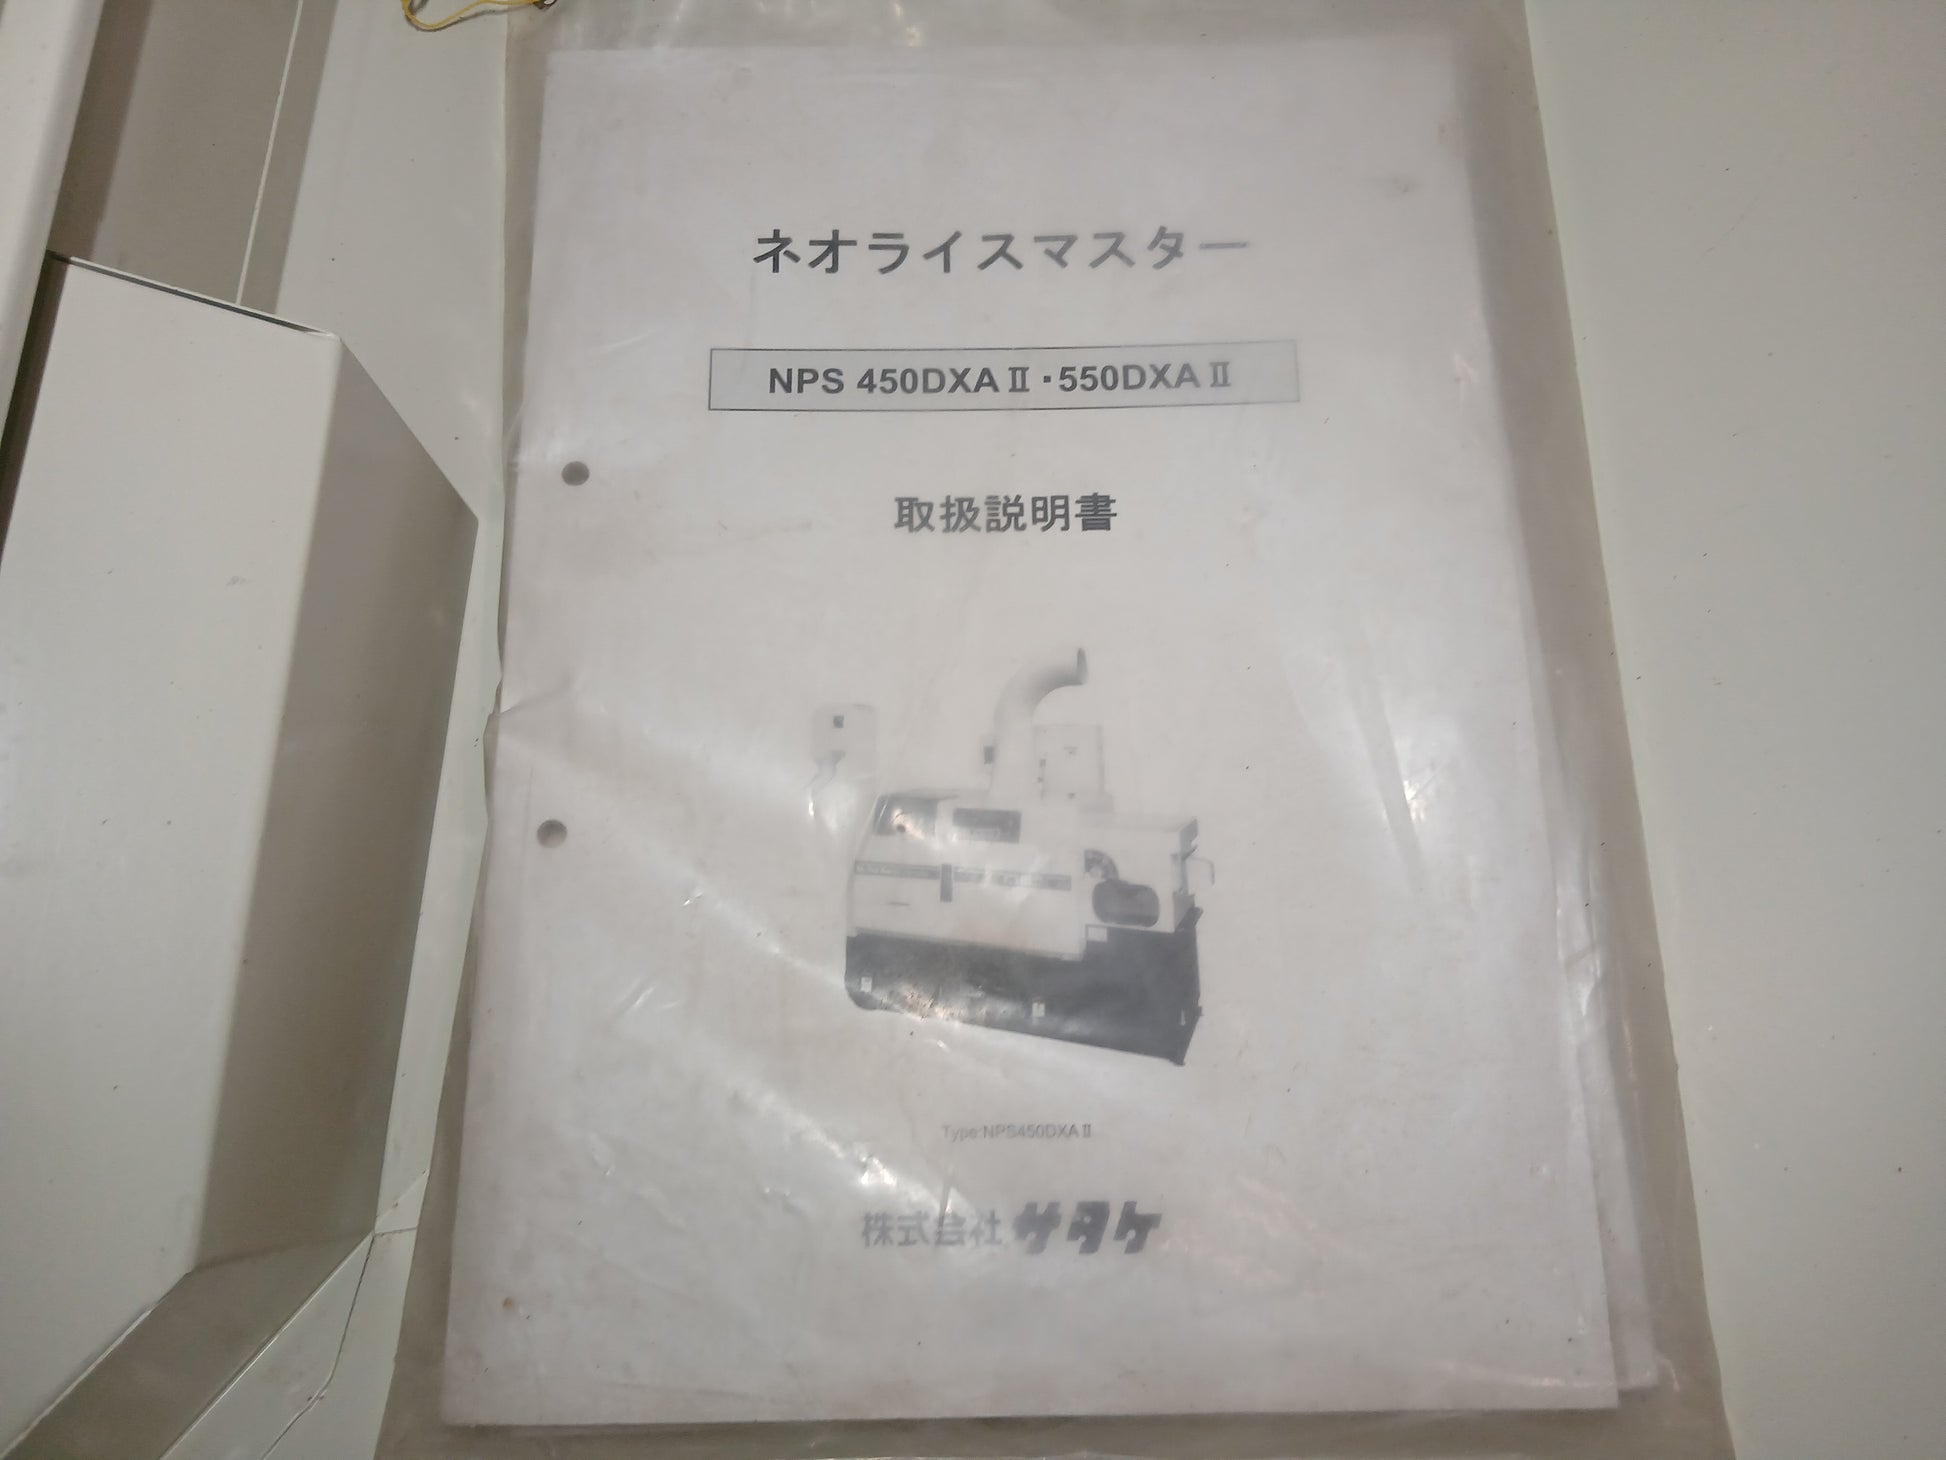 ネオライスマスター
NPS 450DXAⅡ・550DXAⅡ
取扱説明書
Type:NPS450DXAⅡ
株式会社サタケ